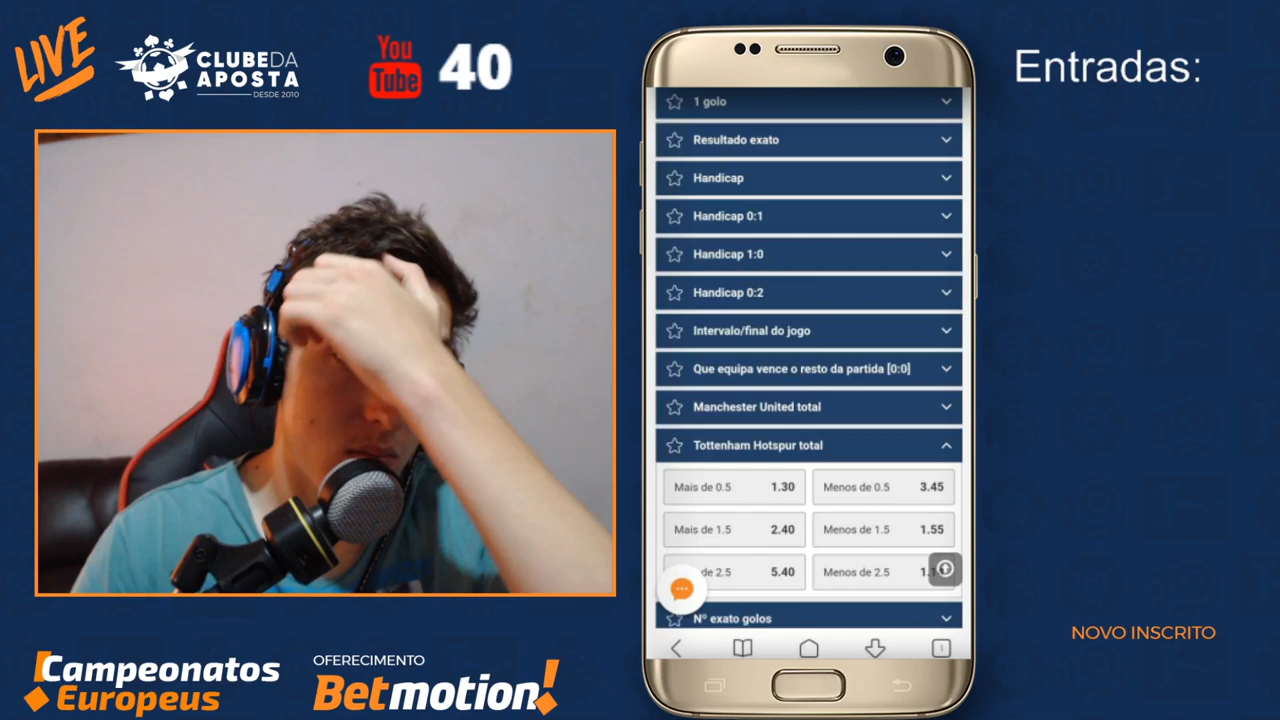 LIVE
CLUBEDA
APOSTA
DESDE 2010
You
Tube
40
Entradas:
1 golo
Resultado exato
Handicap
Handicap 0:1
Handicap 1:0
Handicap 0:2
Intervalo/final do jogo
Que equipa vence o resto da partida [0:0]
Manchester United total
Tottenham Hotspur total
Mais de 0.5 1.30 Menos de 0.5 3.45
Mais de 1.5 2.40 Menos de 1.5 1.55
de 2.5 5.40 Menos de 2.5
Nº exato golos
1
NOVO INSCRITO
!Campeonatos
Europeus
OFERECIMENTO
Betmotion!